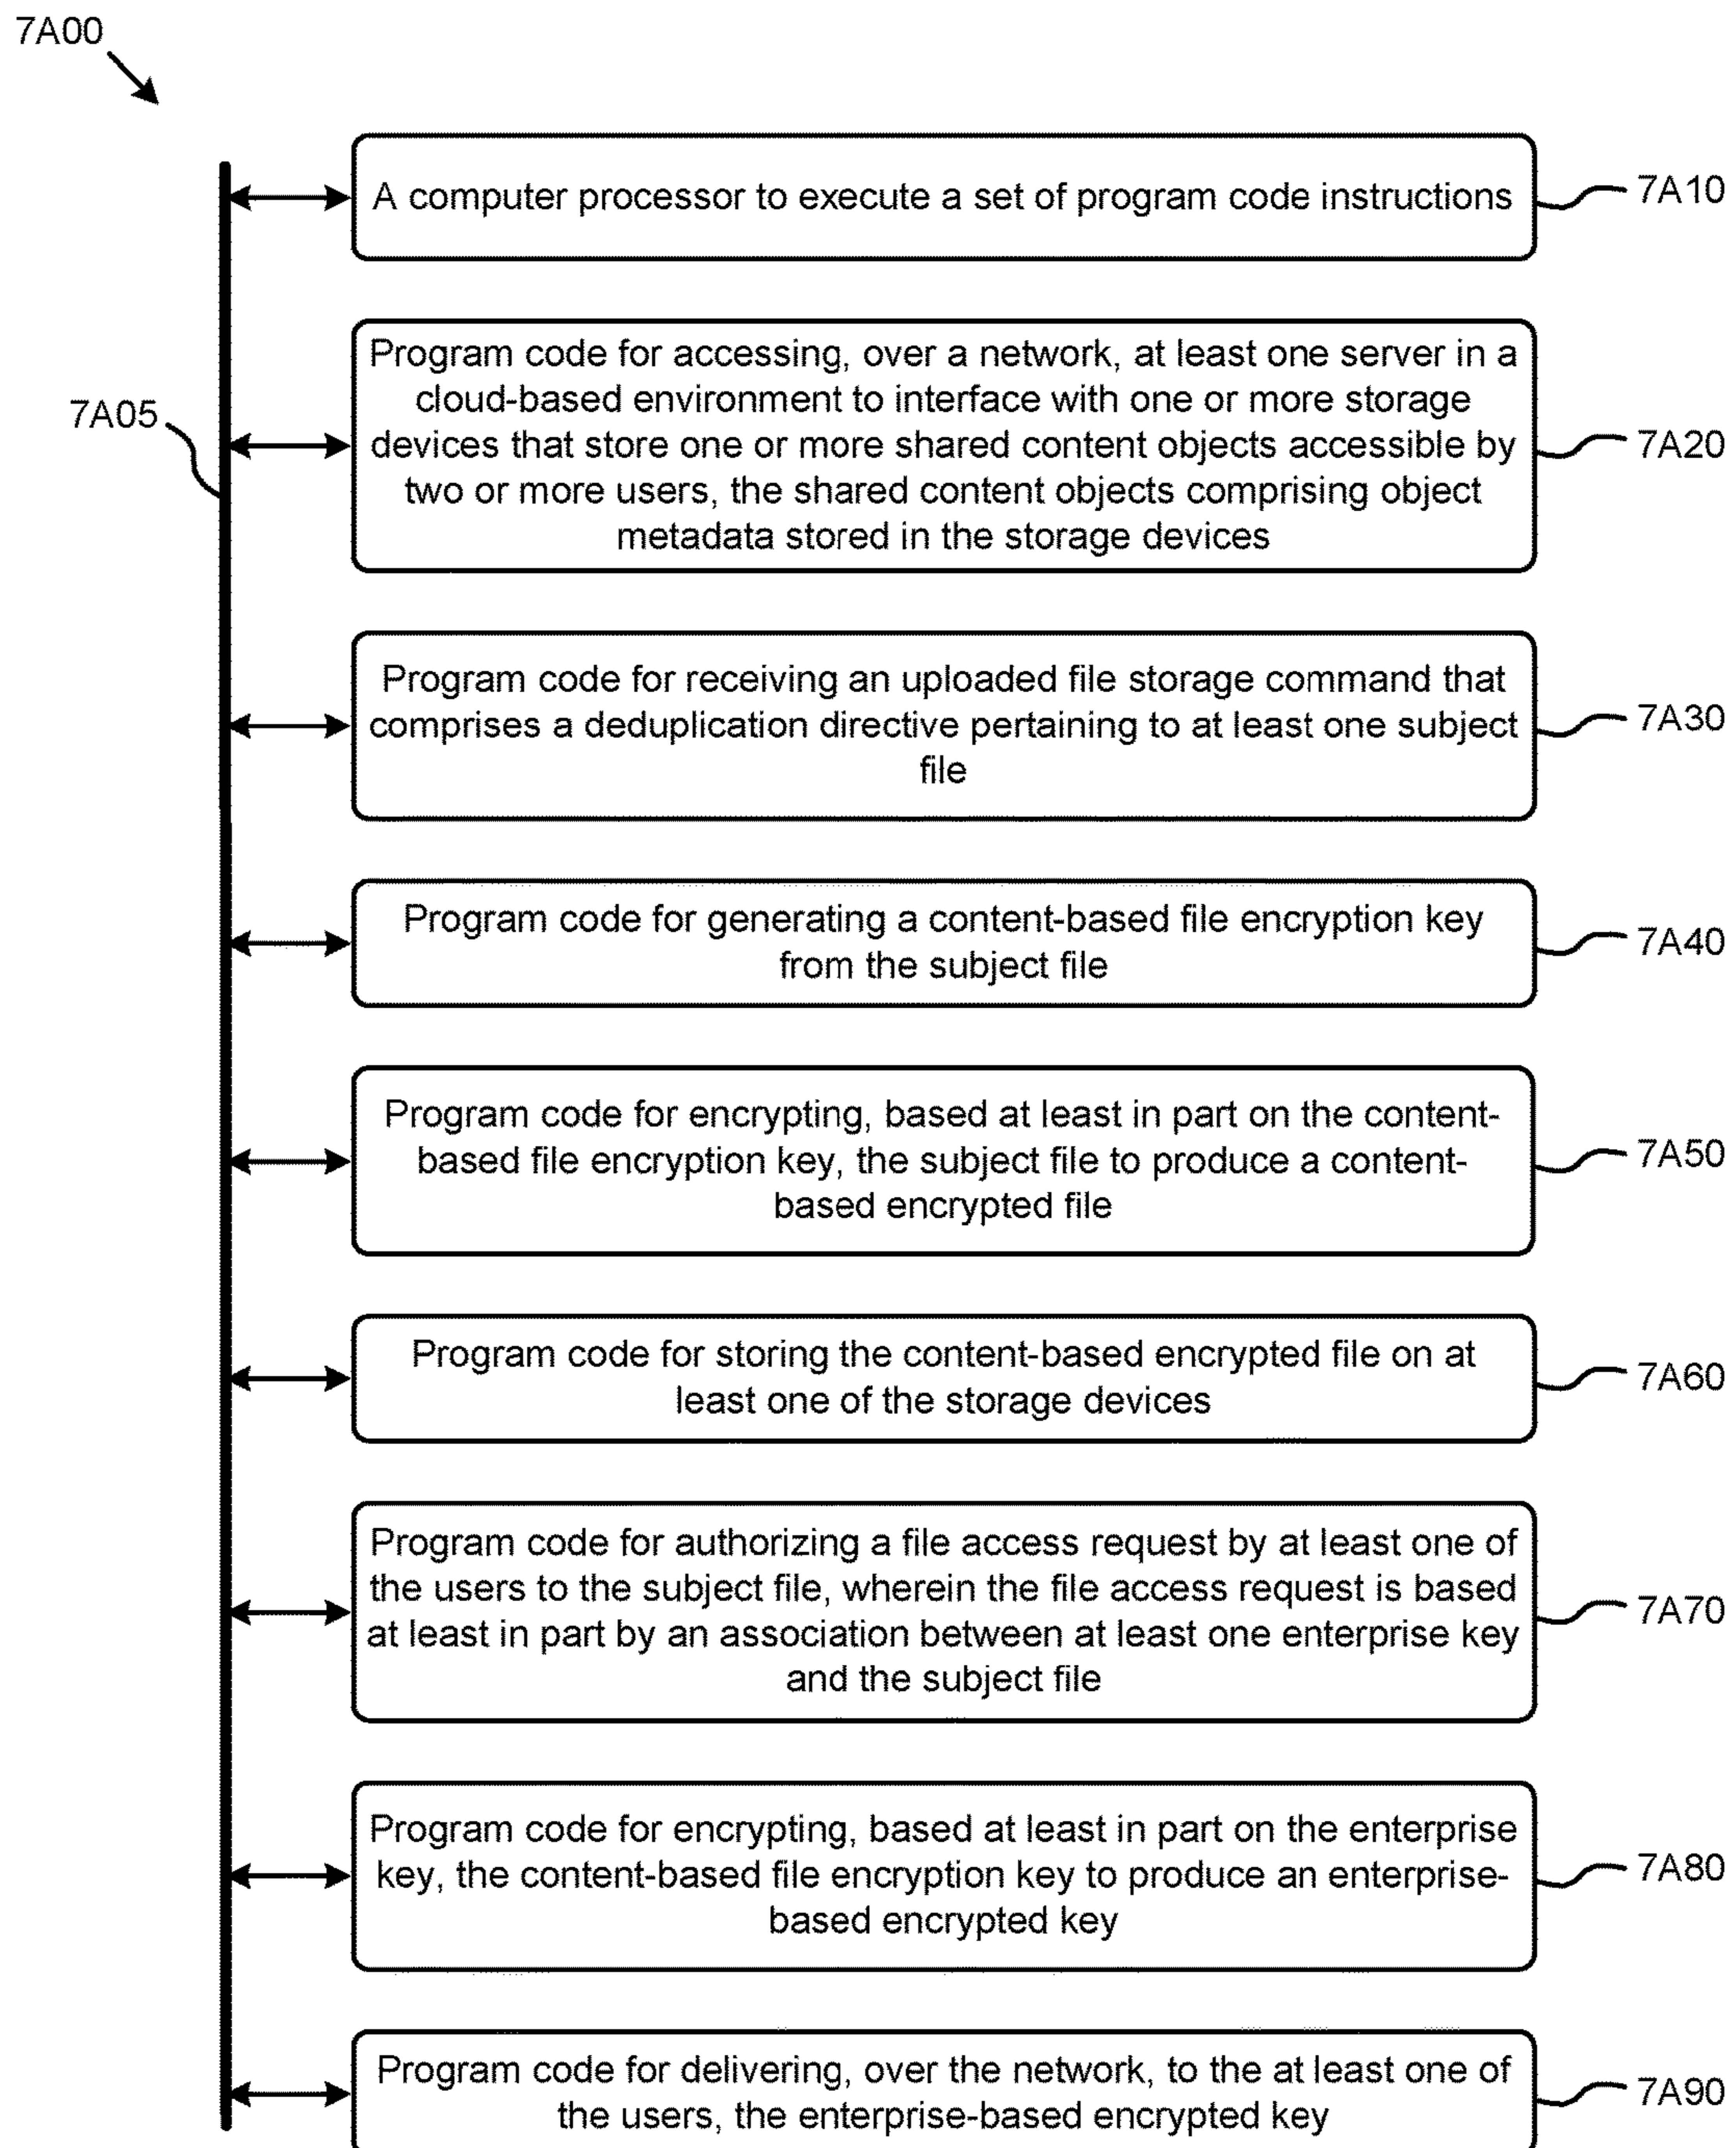 7A00
A computer processor to execute a set of program code instructions
7A10
Program code for accessing, over a network, at least one server in a
cloud-based environment to interface with one or more storage
devices that store one or more shared content objects accessible by
two or more users, the shared content objects comprising object
metadata stored in the storage devices
7A05
7A20
Program code for receiving an uploaded file storage command that
comprises a deduplication directive pertaining to at least one subject
file
7A30
Program code for generating a content-based file encryption key
from the subject file
7A40
Program code for encrypting, based at least in part on the content-
based file encryption key, the subject file to produce a content-
based encrypted file
7A50
Program code for storing the content-based encrypted file on at
least one of the storage devices
7A60
Program code for authorizing a file access request by at least one of
the users to the subject file, wherein the file access request is based
at least in part by an association between at least one enterprise key
and the subject file
7A70
Program code for encrypting, based at least in part on the enterprise
key, the content-based file encryption key to produce an enterprise-
based encrypted key
7A80
Program code for delivering, over the network, to the at least one of
the users, the enterprise-based encrypted key
7A90